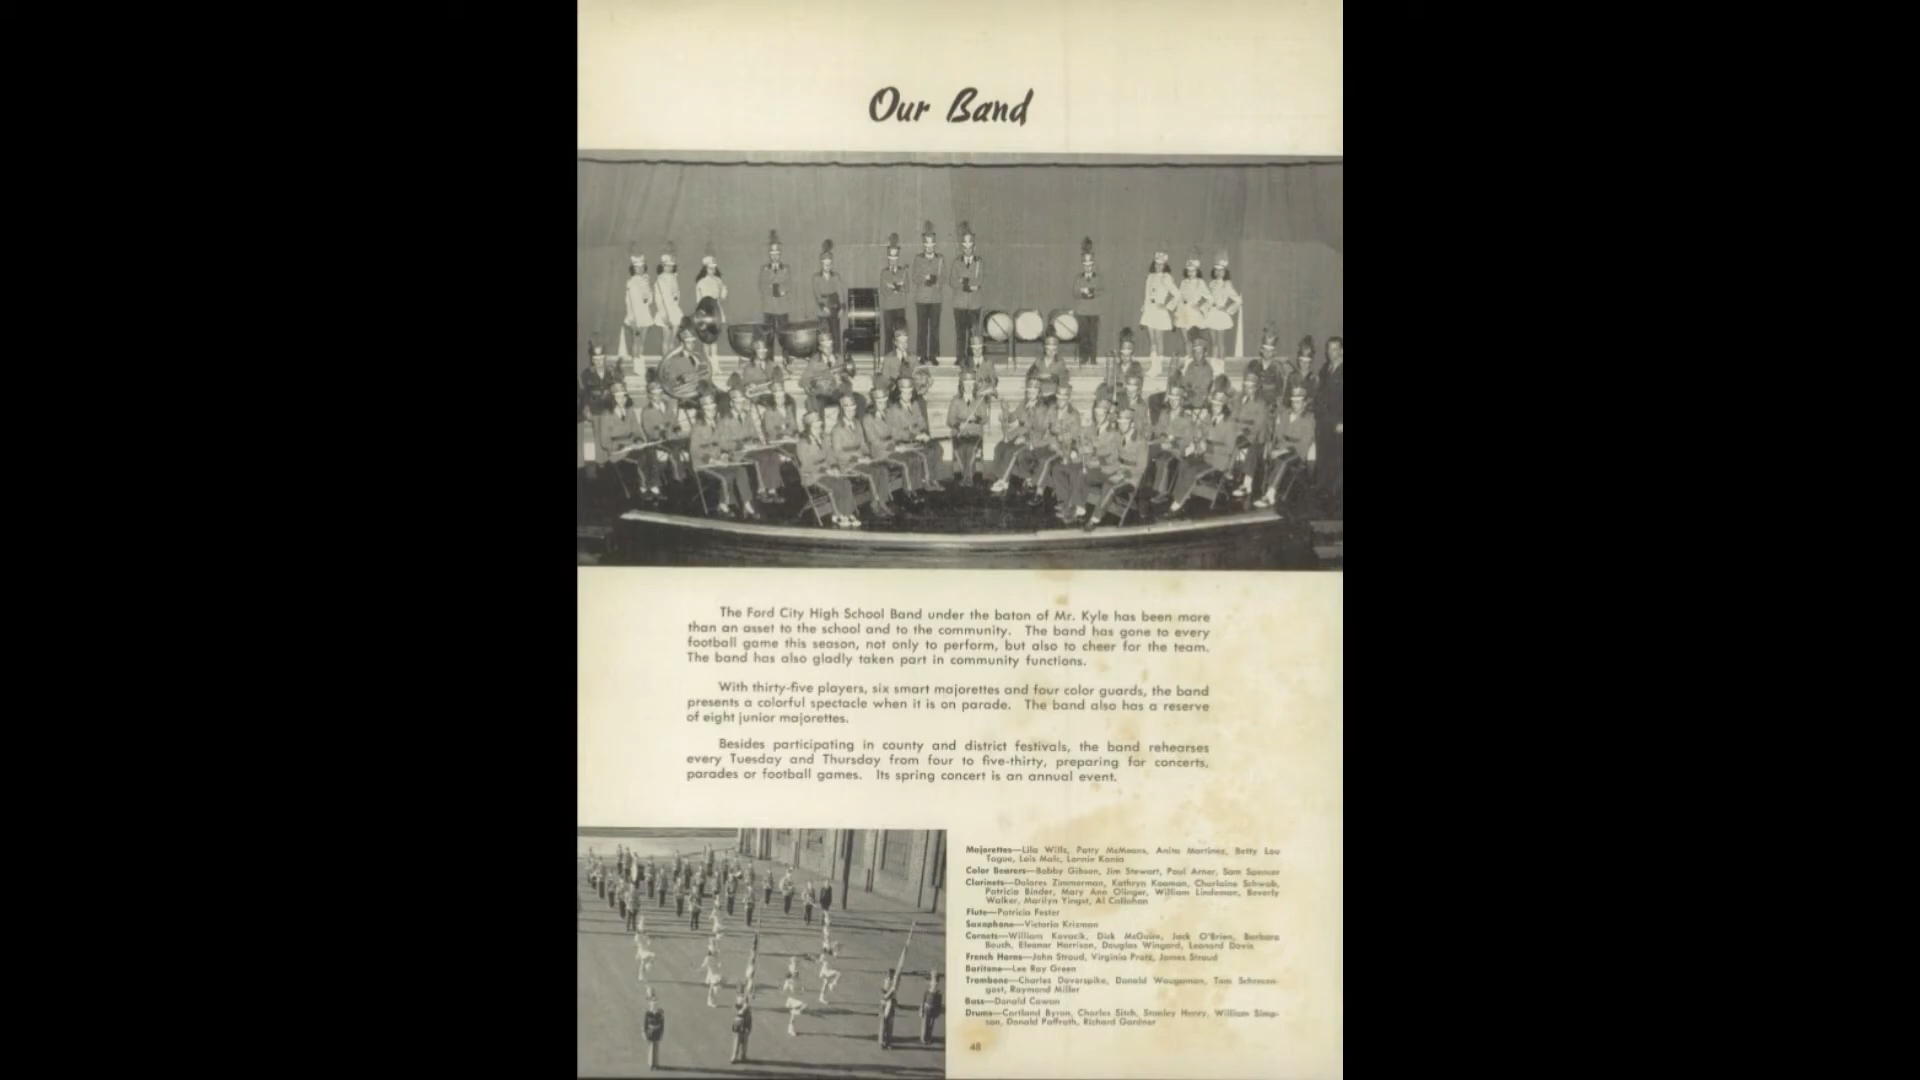 Our Band
The Ford City High School Band under the baton of Mr. Kyle has been more
than an asset to the school and to the community. The band has gone to every
football game this season, not only to perform, but also to cheer for the team.
The band has also gladly taken part in community functions.
With thirty-five players, six smart majorettes and four color guards, the band
presents a colorful spectacle when it is on parade. The band also has a reserve
of eight junior majorettes.
Besides participating in county and district festivals, the band rehearses
every Tuesday and Thursday from four to five-thirty, preparing for concerts,
parades or football games. Its spring concert is an annual event.
Majorettes—Lila Wills, Patty McMeans, Anita Martinez, Betty Lou
Tague, Lois Malc, Lonnie Kania
Color Bearers—Bobby Gibson, Jim Stewart, Paul Arner, Sam Spencer
Clarinets—Dolores Zimmerman, Kathryn Kooman, Charlaine Schwab,
Patricia Binder, Mary Ann Olinger, William Lindeman, Beverly
Walker, Marilyn Yingst, Al Callahan
Flute—Patricia Fester
Saxophone—Victoria Krizman
Cornets—William Kovacik, Dick McGuire, Jack O'Brien, Barbara
Boush, Eleanor Harrison, Douglas Wingard, Leonard Davis
French Horns—John Stroud, Virginia Pratz, James Stroud
Baritone—Lee Ray Green
Trombone—Charles Daverspike, Donald Waugaman, Tom Schrecen-
gost, Raymond Miller
Bass—Donald Cowan
Drums—Cortland Byron, Charles Sitch, Stanley Henry, William Simp-
son, Donald Paffrath, Richard Gardner
48